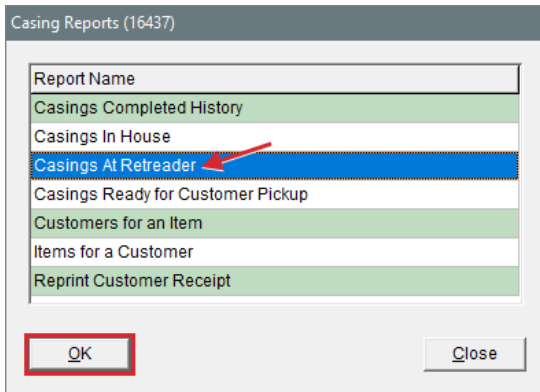 Casing Reports (16437)
Report Name
Casings Completed History
Casings In House
Casings At Retreader
Casings Ready for Customer Pickup
Customers for an Item
Items for a Customer
Reprint Customer Receipt
OK Close